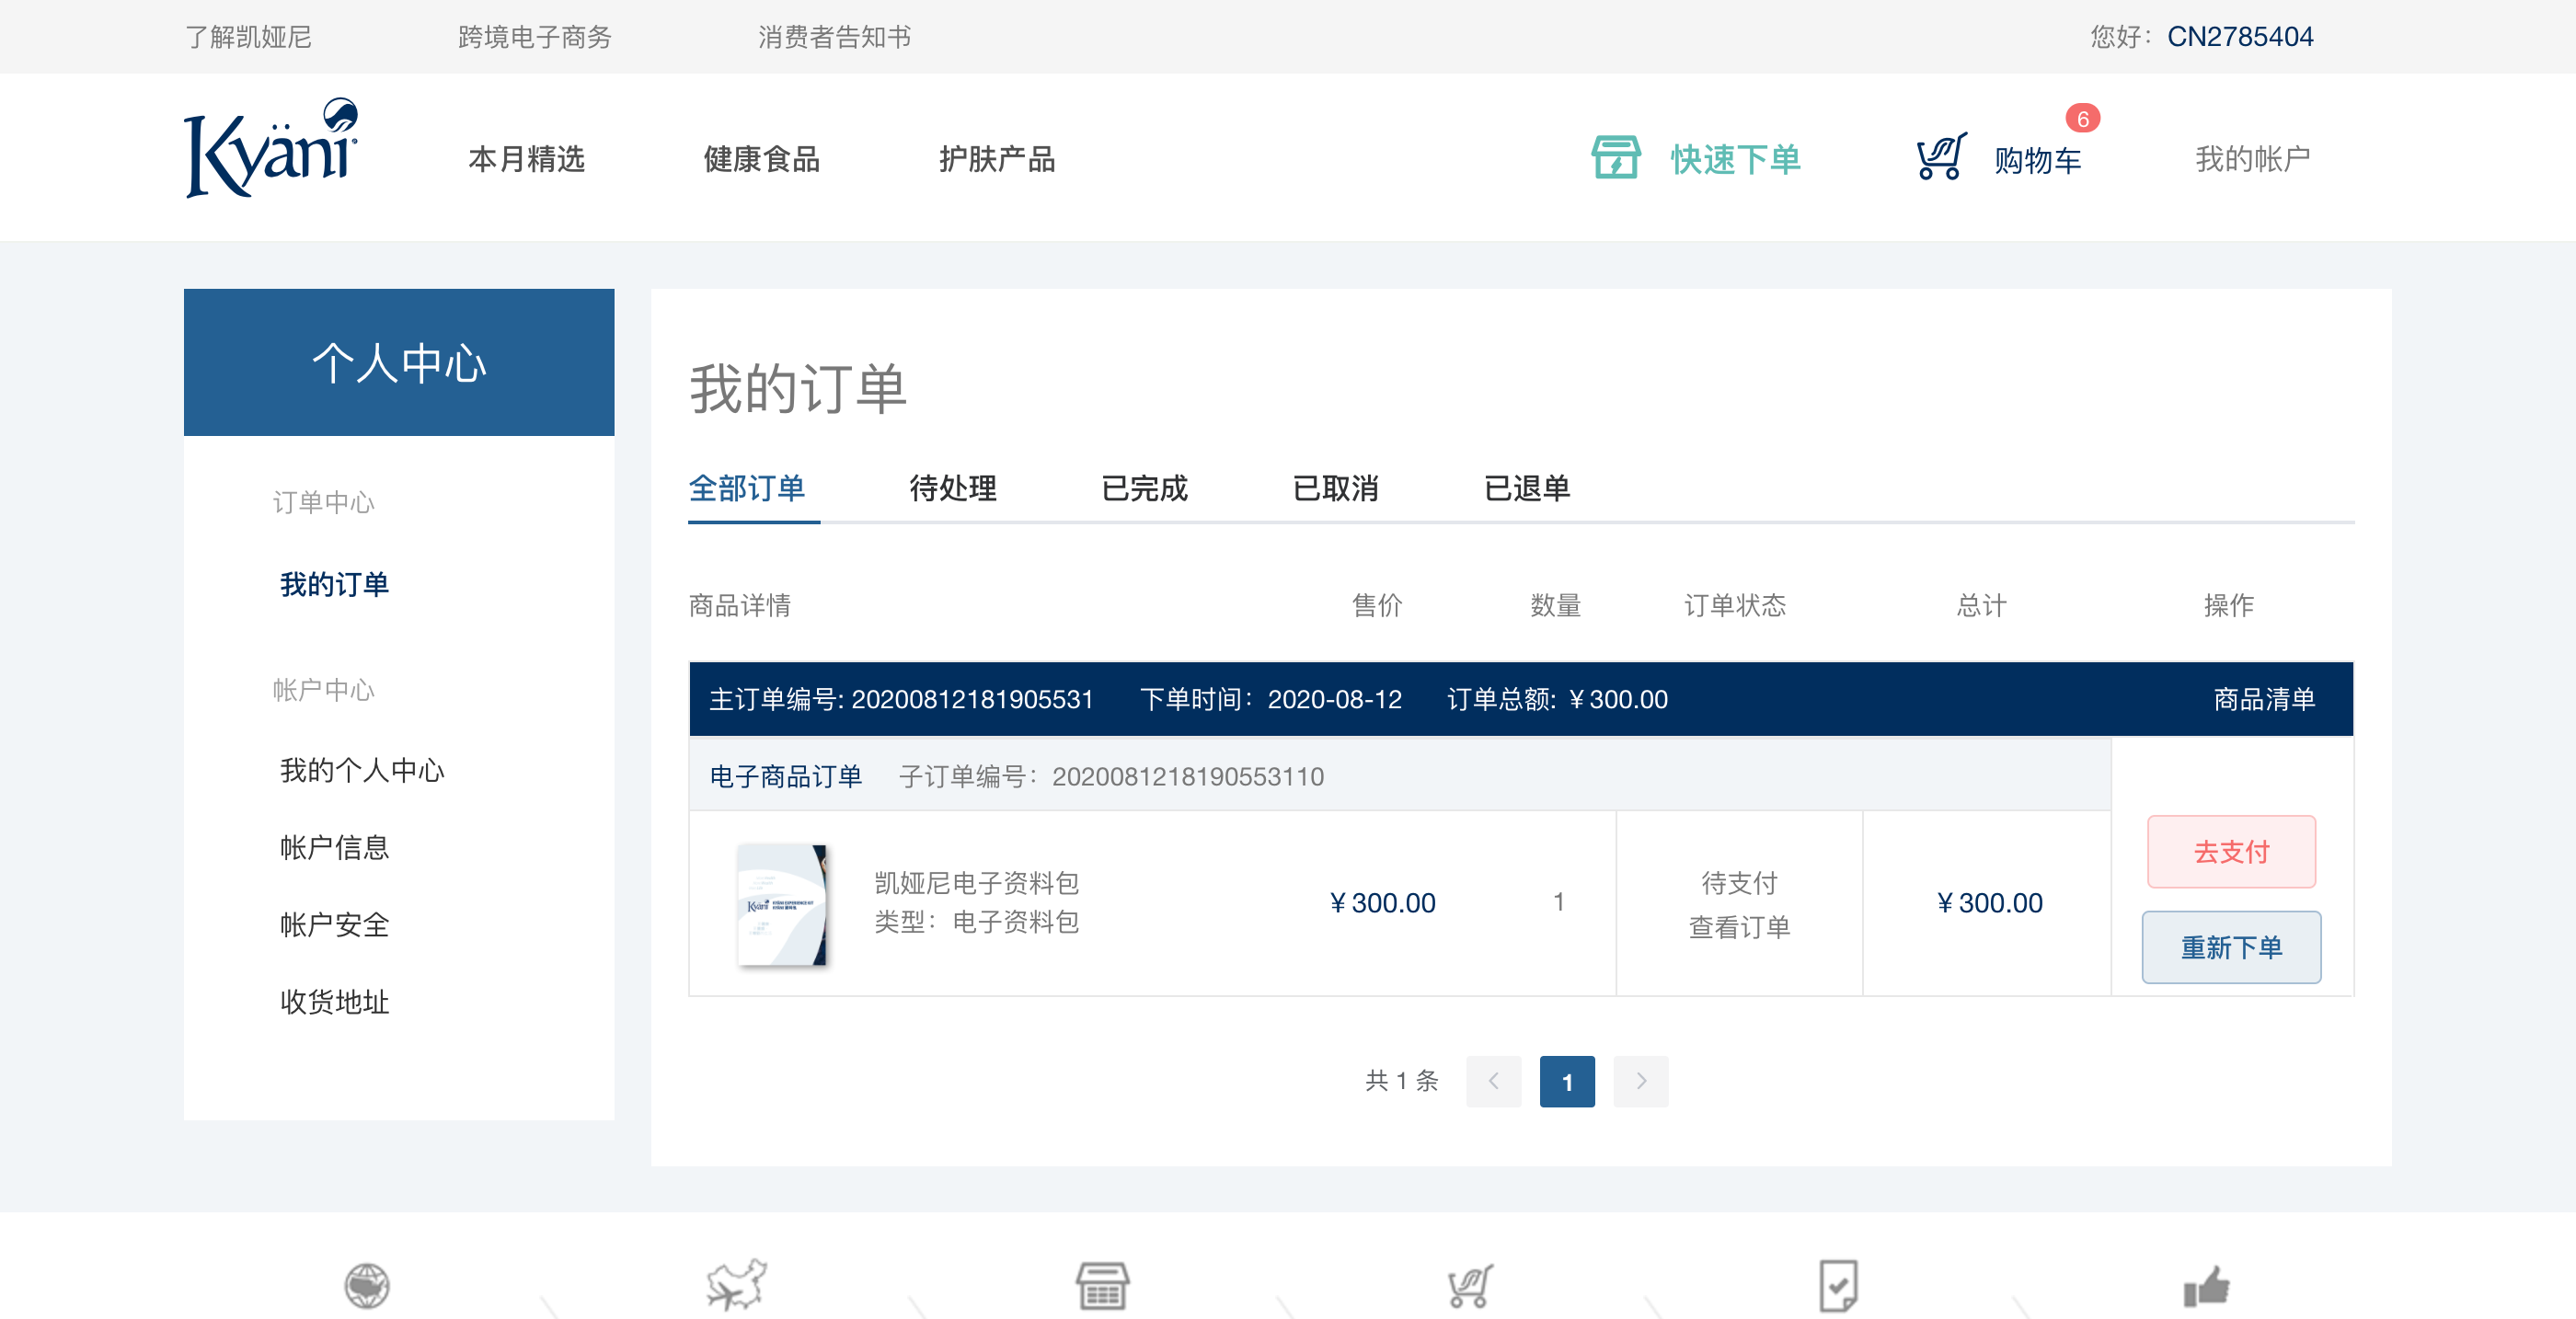 了解凯娅尼 跨境电子商务 消费者告知书 您好：CN2785404
Kyäni 本月精选 健康食品 护肤产品 快速下单 购物车 6 我的帐户
个人中心
订单中心
我的订单
帐户中心
我的个人中心
帐户信息
帐户安全
收货地址
我的订单
全部订单 待处理 已完成 已取消 已退单
商品详情 售价 数量 订单状态 总计 操作
主订单编号: 20200812181905531 下单时间：2020-08-12 订单总额: ¥300.00 商品清单
电子商品订单 子订单编号：2020081218190553110
凯娅尼电子资料包
类型：电子资料包
¥300.00 1
待支付
查看订单
¥300.00
去支付
重新下单
共 1 条 1